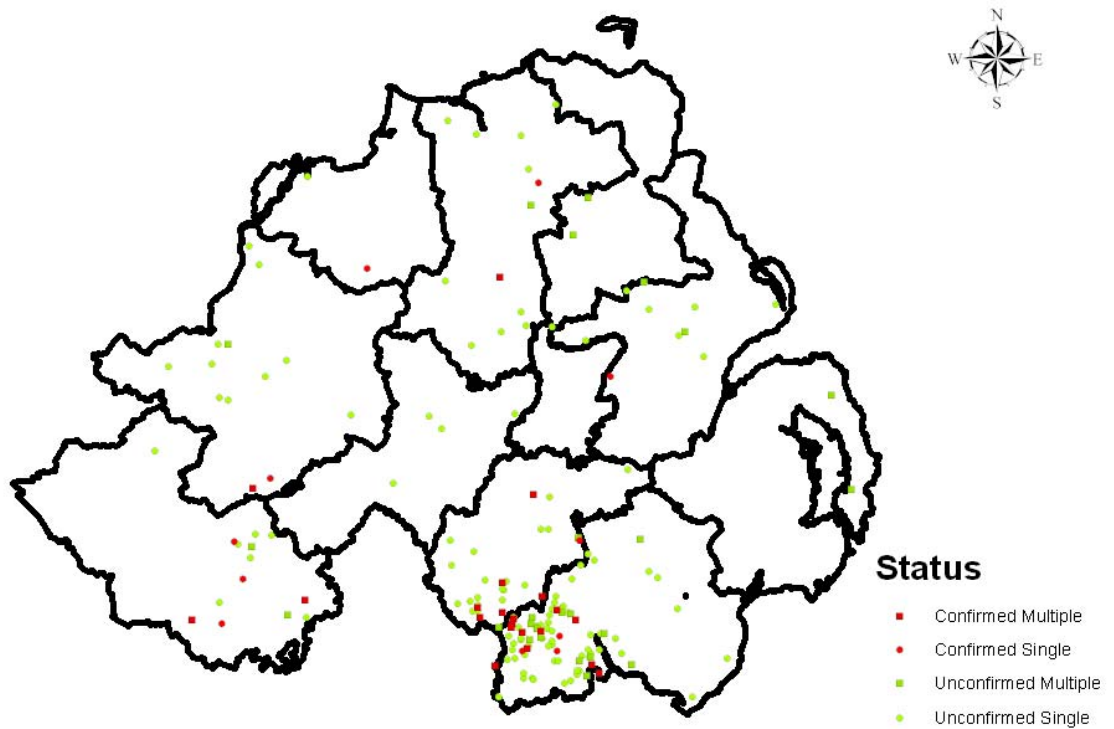 N
W E
S
Status
Confirmed Multiple
Confirmed Single
Unconfirmed Multiple
Unconfirmed Single